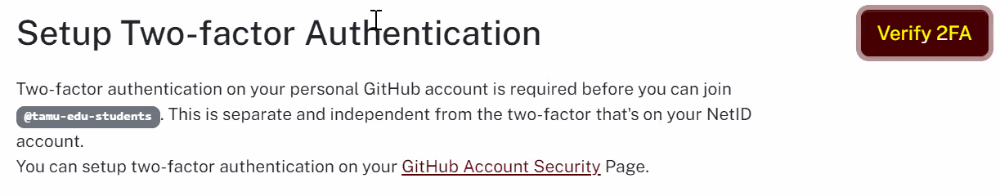 Setup Two-factor Authentication
Verify 2FA
Two-factor authentication on your personal GitHub account is required before you can join
@tamu-edu-students. This is separate and independent from the two-factor that's on your NetID
account.
You can setup two-factor authentication on your GitHub Account Security Page.